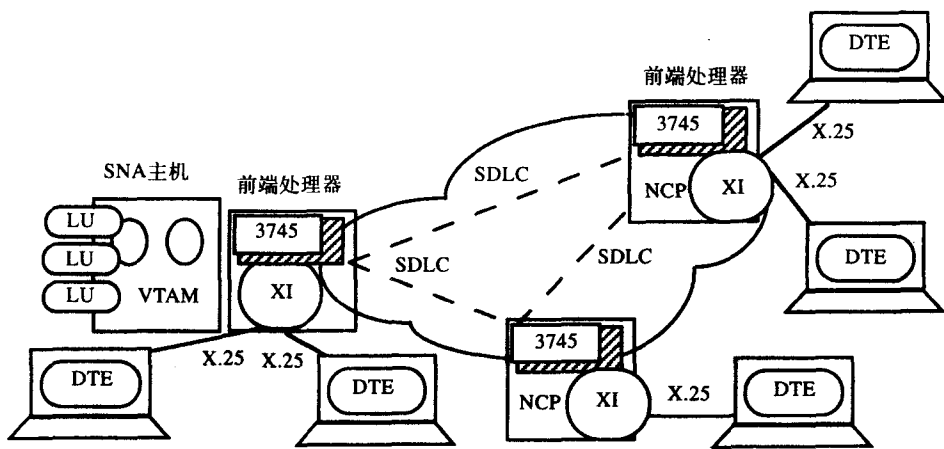 DTE
前端处理器
3745
X.25
SDLC
SNA主机
前端处理器
NCP
XI
X.25
LU
3745
LU
SDLC
SDLC
DTE
LU
VTAM
XI
3745
X.25
X.25
DTE
DTE
NCP
XI
X.25
DTE